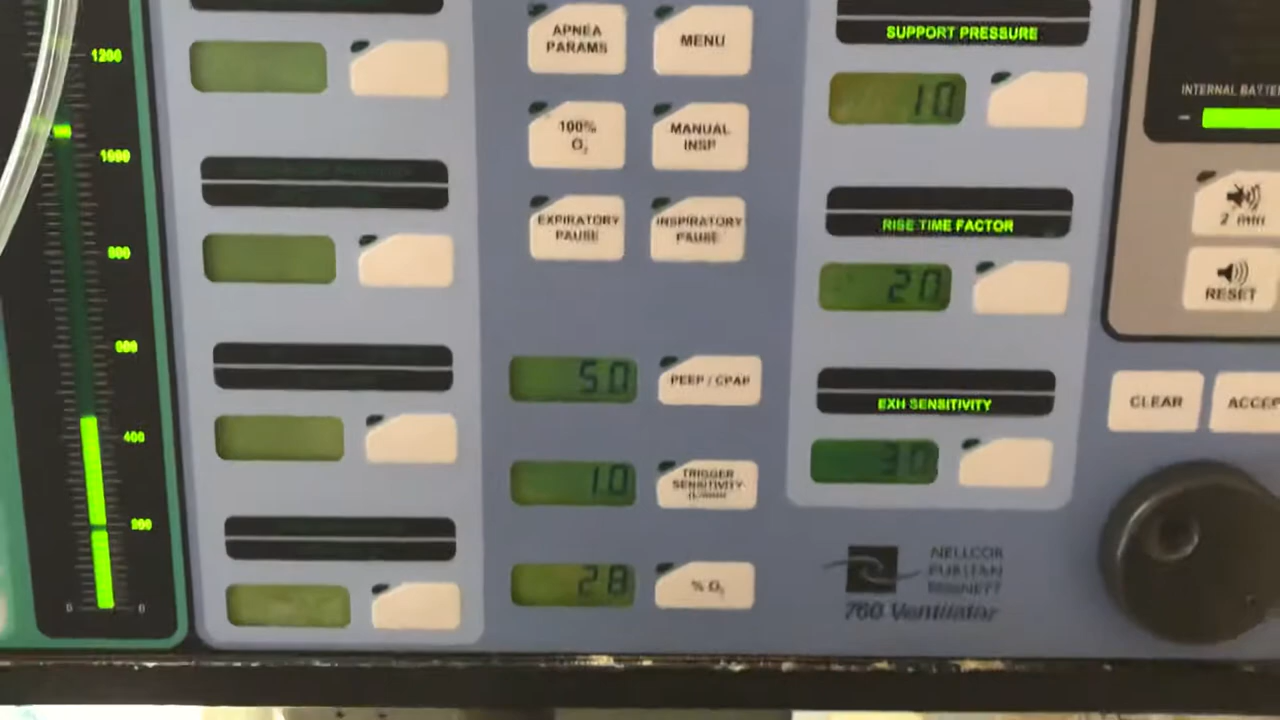 1200
1000
800
600
400
200
0 0
APNEA
PARAMS
MENU
100%
O₂
MANUAL
INSP
EXPIRATORY
PAUSE
INSPIRATORY
PAUSE
5.0
PEEP / CPAP
1.0
TRIGGER
SENSITIVITY
(L/min)
28
% O₂
SUPPORT PRESSURE
10
RISE TIME FACTOR
20
EXH SENSITIVITY
30
NELLCOR
PURITAN
BENNETT
760 Ventilator
INTERNAL BATTE
-
2 min
RESET
CLEAR
ACCEP